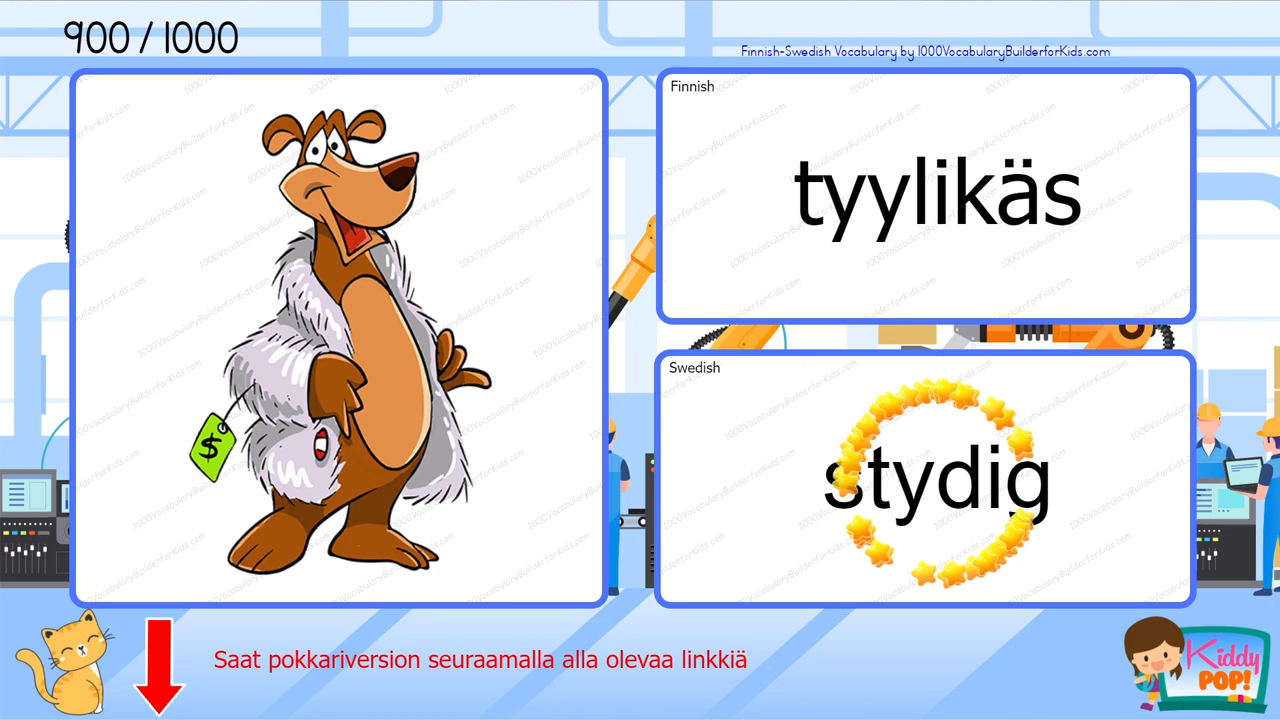 900 / 1000
Finnish-Swedish Vocabulary by 1000VocabularyBuilderforKids.com
Finnish
tyylikäs
Swedish
stydig
$
Saat pokkariversion seuraamalla alla olevaa linkkiä
Kiddy
POP!